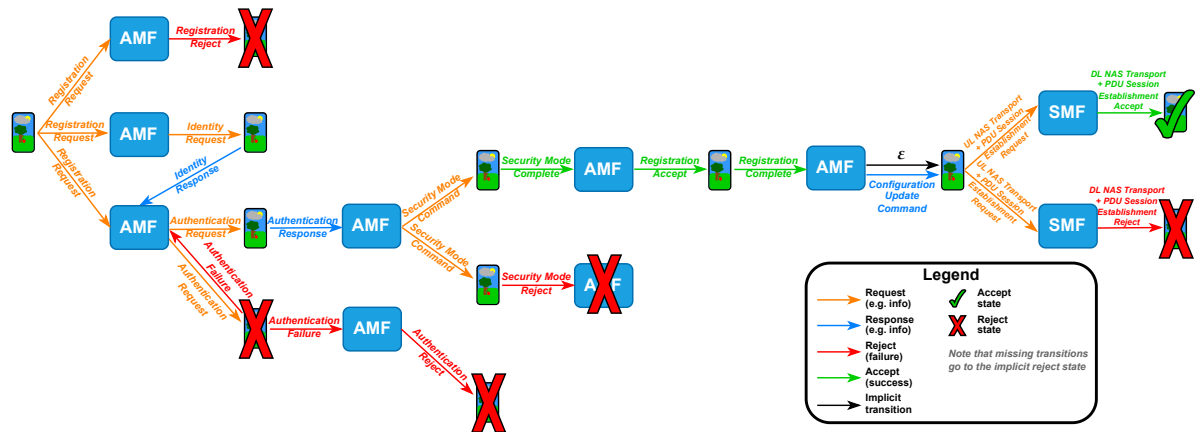 AMF
Registration
Reject
Registration
Request
Registration
Request
AMF
Identity
Request
Registration
Request
Identity
Response
AMF
Authentication
Request
Authentication
Response
AMF
Security Mode
Command
Security Mode
Complete
AMF
Registration
Accept
Registration
Complete
AMF
ε
Configuration
Update
Command
UL NAS Transport
+ PDU Session
Establishment
Request
SMF
DL NAS Transport
+ PDU Session
Establishment
Accept
UL NAS Transport
+ PDU Session
Establishment
Request
SMF
DL NAS Transport
+ PDU Session
Establishment
Reject
Security Mode
Command
Security Mode
Reject
AMF
Authentication
Failure
Authentication
Request
Authentication
Failure
AMF
Authentication
Reject
Legend
Request
(e.g. info)
Response
(e.g. info)
Reject
(failure)
Accept
(success)
Implicit
transition
Accept
state
Reject
state
Note that missing transitions
go to the implicit reject state